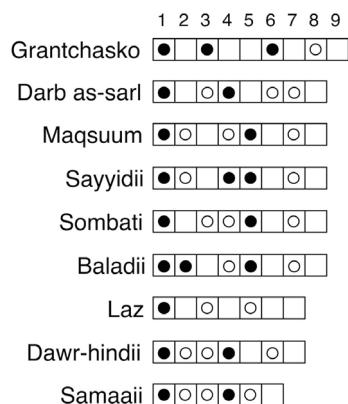 1 2 3 4 5 6 7 8 9
Grantchasko
Darb as-sarl
Maqsuum
Sayyidii
Sombati
Baladii
Laz
Dawr-hindii
Samaaii